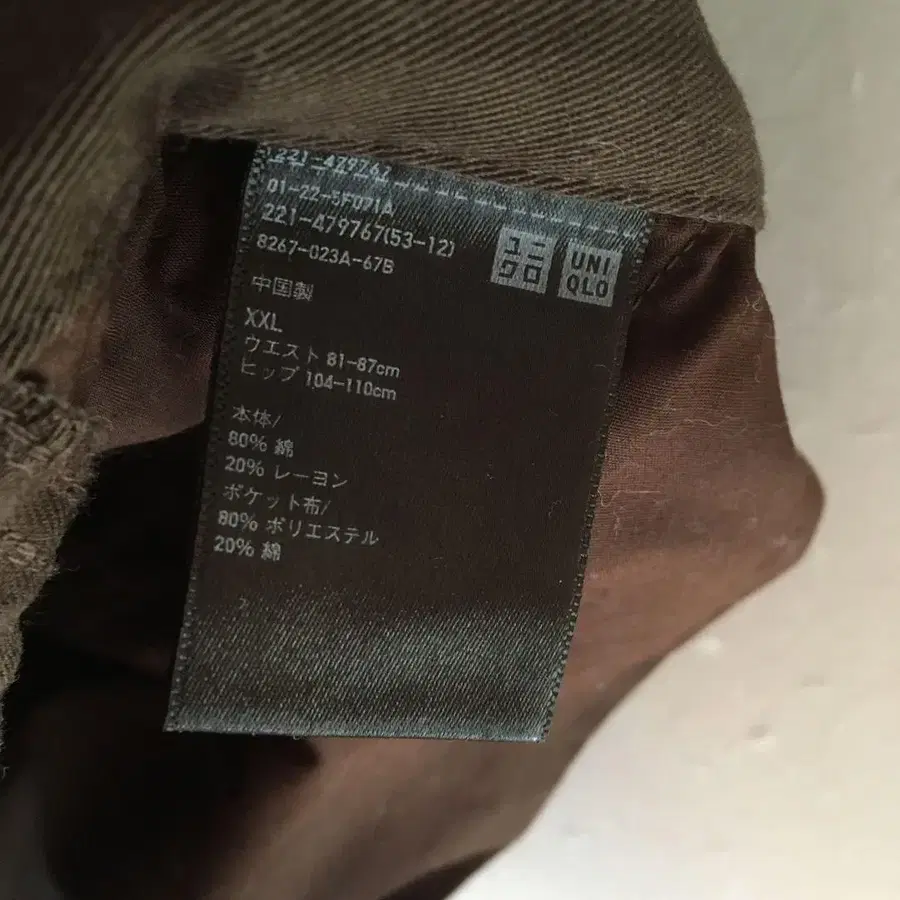 221-479767
01-22-5F021A
221-479767(53-12)
8267-023A-67B
ユニ
クロ
UNI
QLO
中国製
XXL
ウエスト 81-87cm
ヒップ 104-110cm
本体/
80% 綿
20% レーヨン
ポケット布/
80% ポリエステル
20% 綿